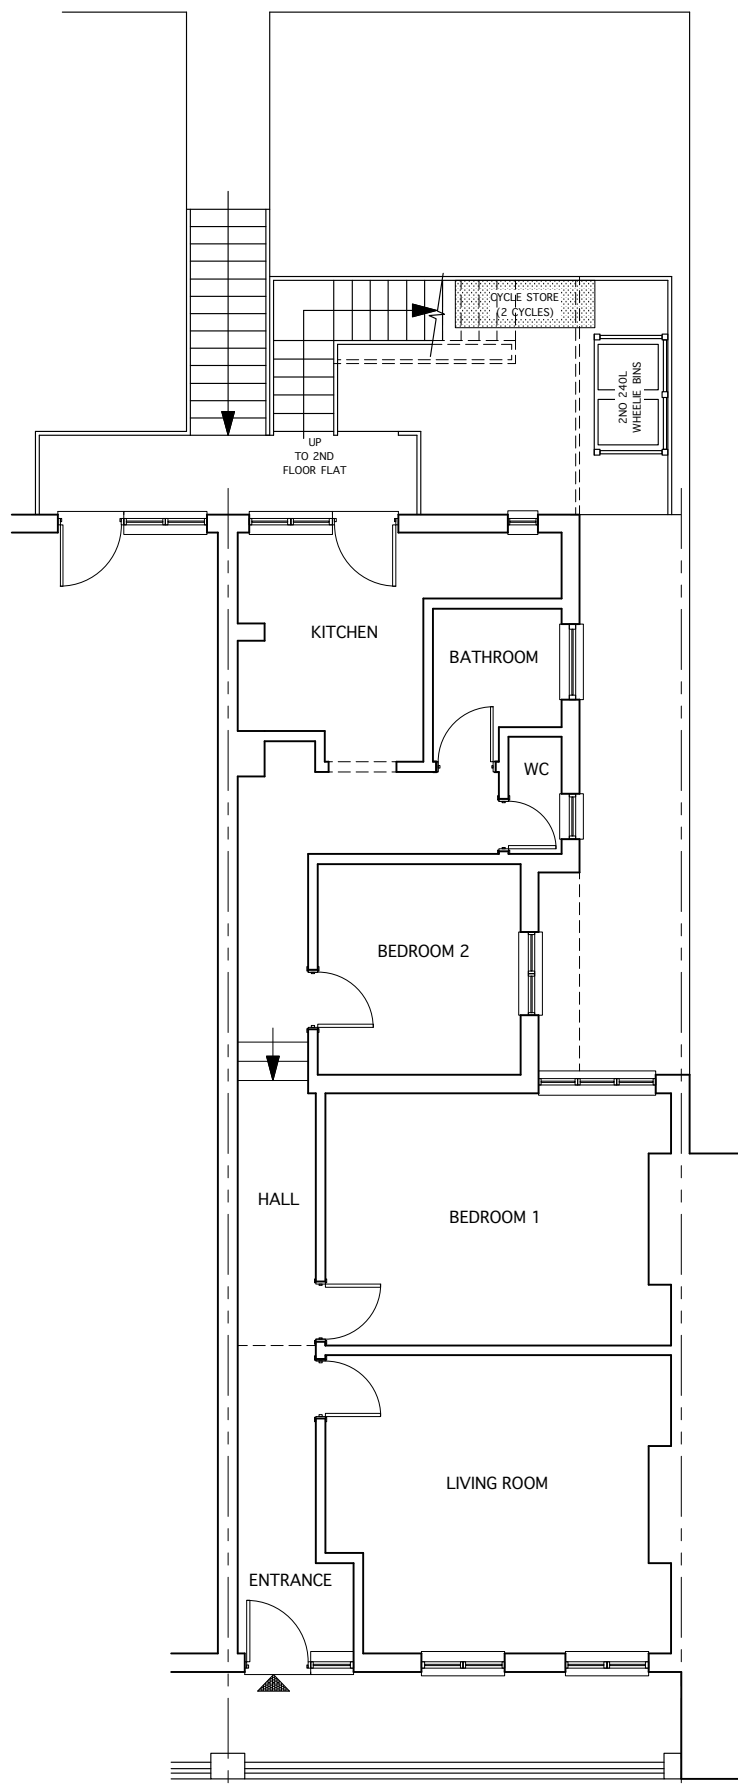 CYCLE STORE
(2 CYCLES)
2NO 240L
WHEELIE BINS
UP
TO 2ND
FLOOR FLAT
KITCHEN
BATHROOM
WC
BEDROOM 2
HALL
BEDROOM 1
LIVING ROOM
ENTRANCE